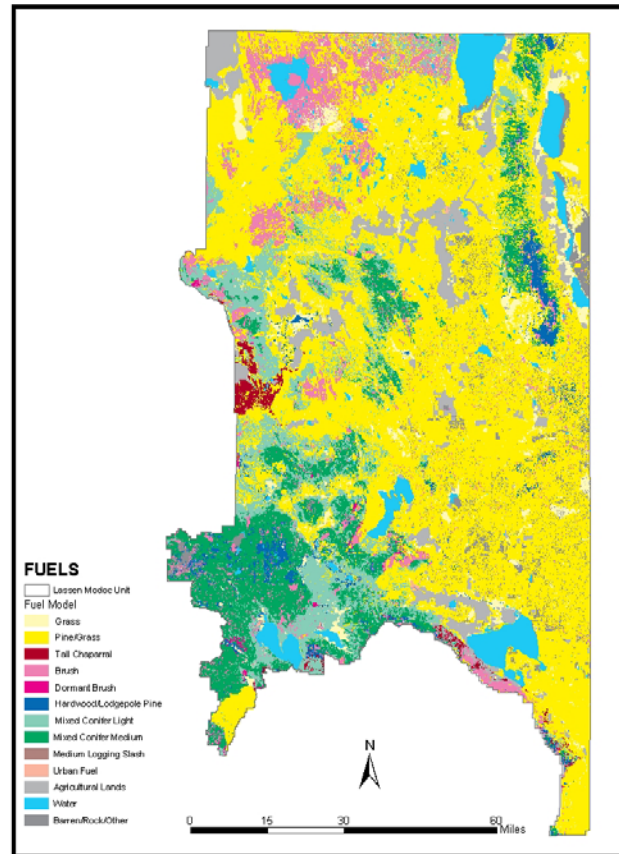 FUELS
Lassen Modoc Unit
Fuel Model
Grass
Pine/Grass
Tall Chaparral
Brush
Dormant Brush
Hardwood/Lodgepole Pine
Mixed Conifer Light
Mixed Conifer Medium
Medium Logging Slash
Urban Fuel
Agricultural Lands
Water
Barren/Rock/Other
N
0 15 30 60
Miles